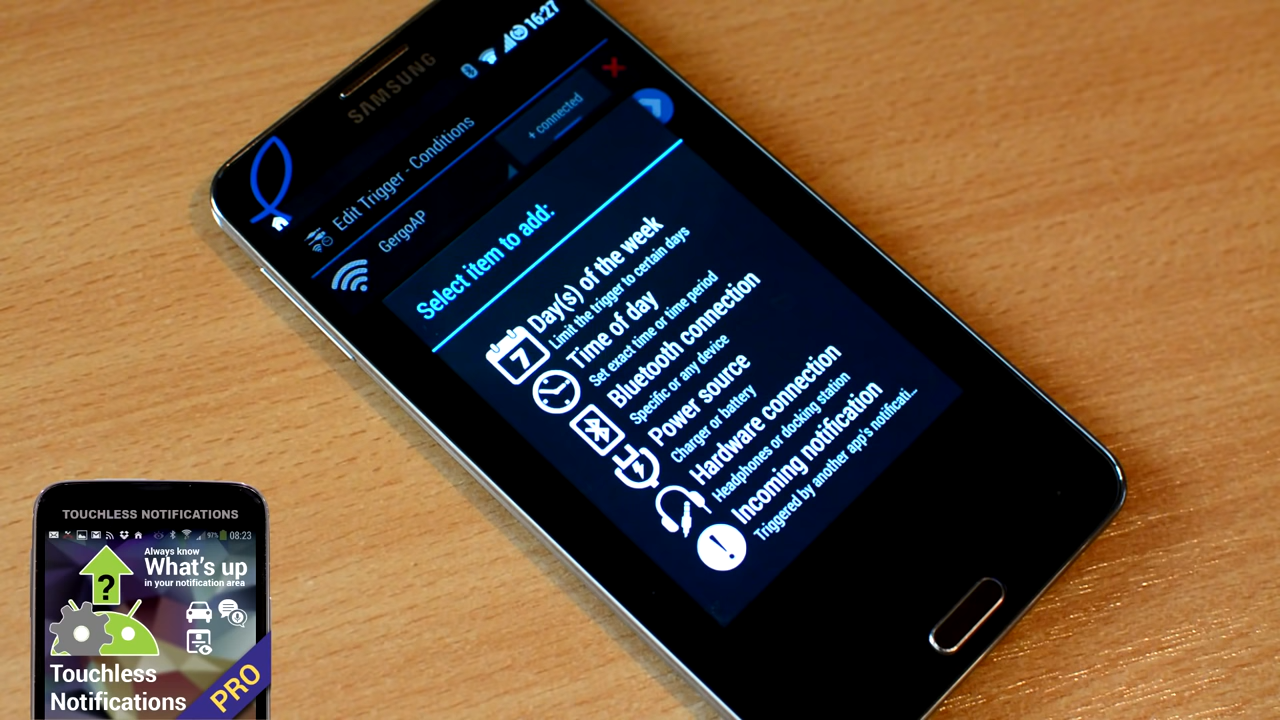 SAMSUNG
16:27
Edit Trigger - Conditions
+ connected
GergoAP
Select item to add:
Day(s) of the week
Limit the trigger to certain days
7
Time of day
Set exact time or time period
Bluetooth connection
Specific or any device
Power source
Charger or battery
Hardware connection
Headphones or docking station
Incoming notification
Triggered by another app's notificati...
!
TOUCHLESS NOTIFICATIONS
97% 08:23
Always know
What's up
in your notification area
?
Touchless
Notifications
PRO